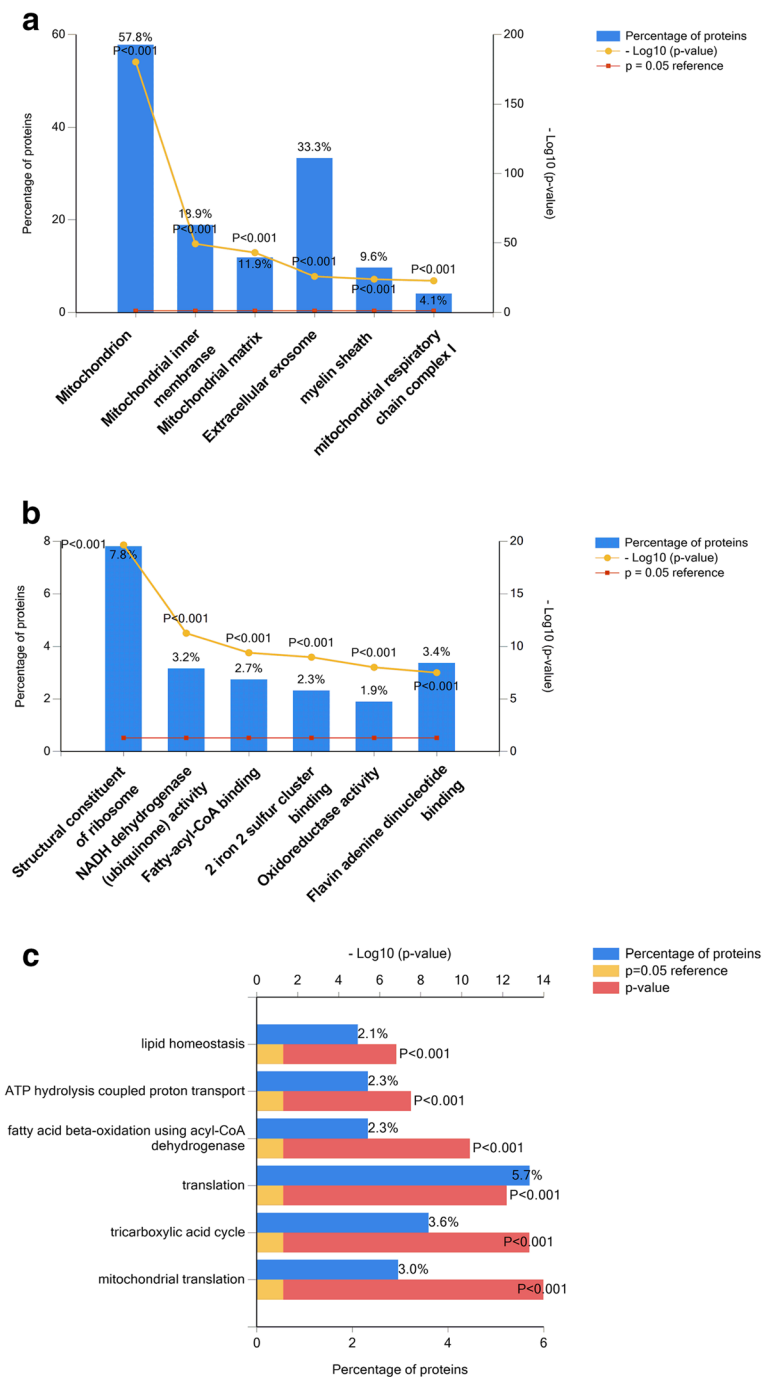 a
60
40
20
0
Percentage of proteins
200
150
100
50
0
- Log10 (p-value)
57.8%
P<0.001
18.9%
P<0.001
P<0.001
11.9%
33.3%
P<0.001
9.6%
P<0.001
P<0.001
4.1%
Percentage of proteins
- Log10 (p-value)
p = 0.05 reference
Mitochondrion
Mitochondrial inner
membranse
Mitochondrial matrix
Extracellular exosome
myelin sheath
mitochondrial respiratory
chain complex I
b
8
6
4
2
0
Percentage of proteins
20
15
10
5
0
- Log10 (p-value)
P<0.001
7.8%
P<0.001
3.2%
P<0.001
2.7%
P<0.001
2.3%
P<0.001
1.9%
3.4%
P<0.001
Percentage of proteins
- Log10 (p-value)
p = 0.05 reference
Structural constituent
of ribosome
NADH dehydrogenase
(ubiquinone) activity
Fatty-acyl-CoA binding
2 iron 2 sulfur cluster
binding
Oxidoreductase activity
Flavin adenine dinucleotide
binding
c
- Log10 (p-value)
0 2 4 6 8 10 12 14
Percentage of proteins
p=0.05 reference
p-value
lipid homeostasis
2.1%
P<0.001
ATP hydrolysis coupled proton transport
2.3%
P<0.001
fatty acid beta-oxidation using acyl-CoA
dehydrogenase
2.3%
P<0.001
translation
5.7%
P<0.001
tricarboxylic acid cycle
3.6%
P<0.001
mitochondrial translation
3.0%
P<0.001
0 2 4 6
Percentage of proteins